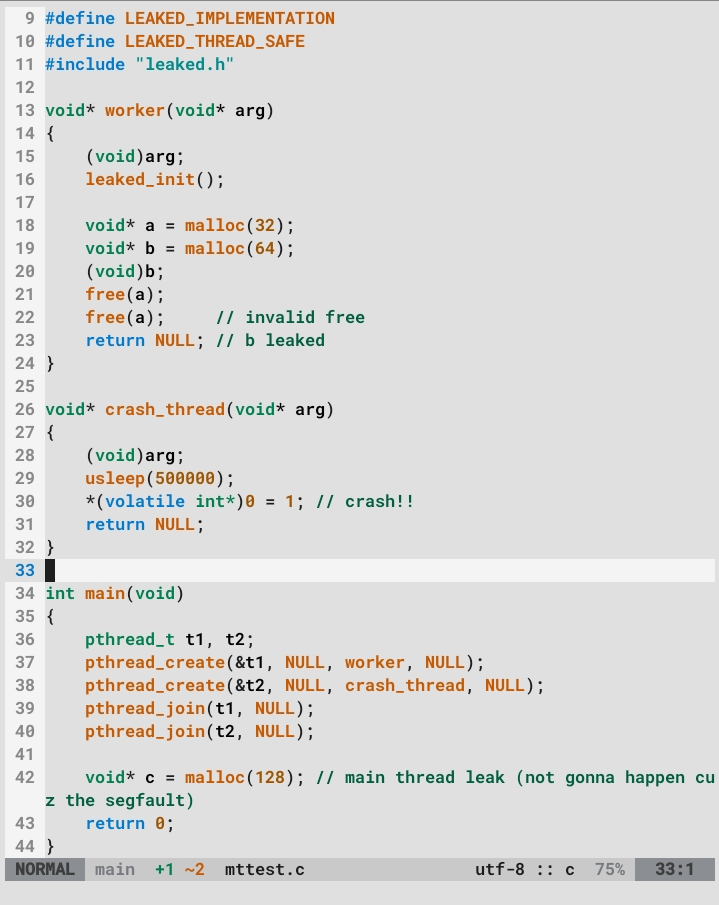 9 #define LEAKED_IMPLEMENTATION
10 #define LEAKED_THREAD_SAFE
11 #include "leaked.h"
12
13 void* worker(void* arg)
14 {
15     (void)arg;
16     leaked_init();
17
18     void* a = malloc(32);
19     void* b = malloc(64);
20     (void)b;
21     free(a);
22     free(a);     // invalid free
23     return NULL; // b leaked
24 }
25
26 void* crash_thread(void* arg)
27 {
28     (void)arg;
29     usleep(500000);
30     *(volatile int*)0 = 1; // crash!!
31     return NULL;
32 }
33
34 int main(void)
35 {
36     pthread_t t1, t2;
37     pthread_create(&t1, NULL, worker, NULL);
38     pthread_create(&t2, NULL, crash_thread, NULL);
39     pthread_join(t1, NULL);
40     pthread_join(t2, NULL);
41
42     void* c = malloc(128); // main thread leak (not gonna happen cu
z the segfault)
43     return 0;
44 }
NORMAL main +1 ~2 mttest.c utf-8 :: c 75% 33:1